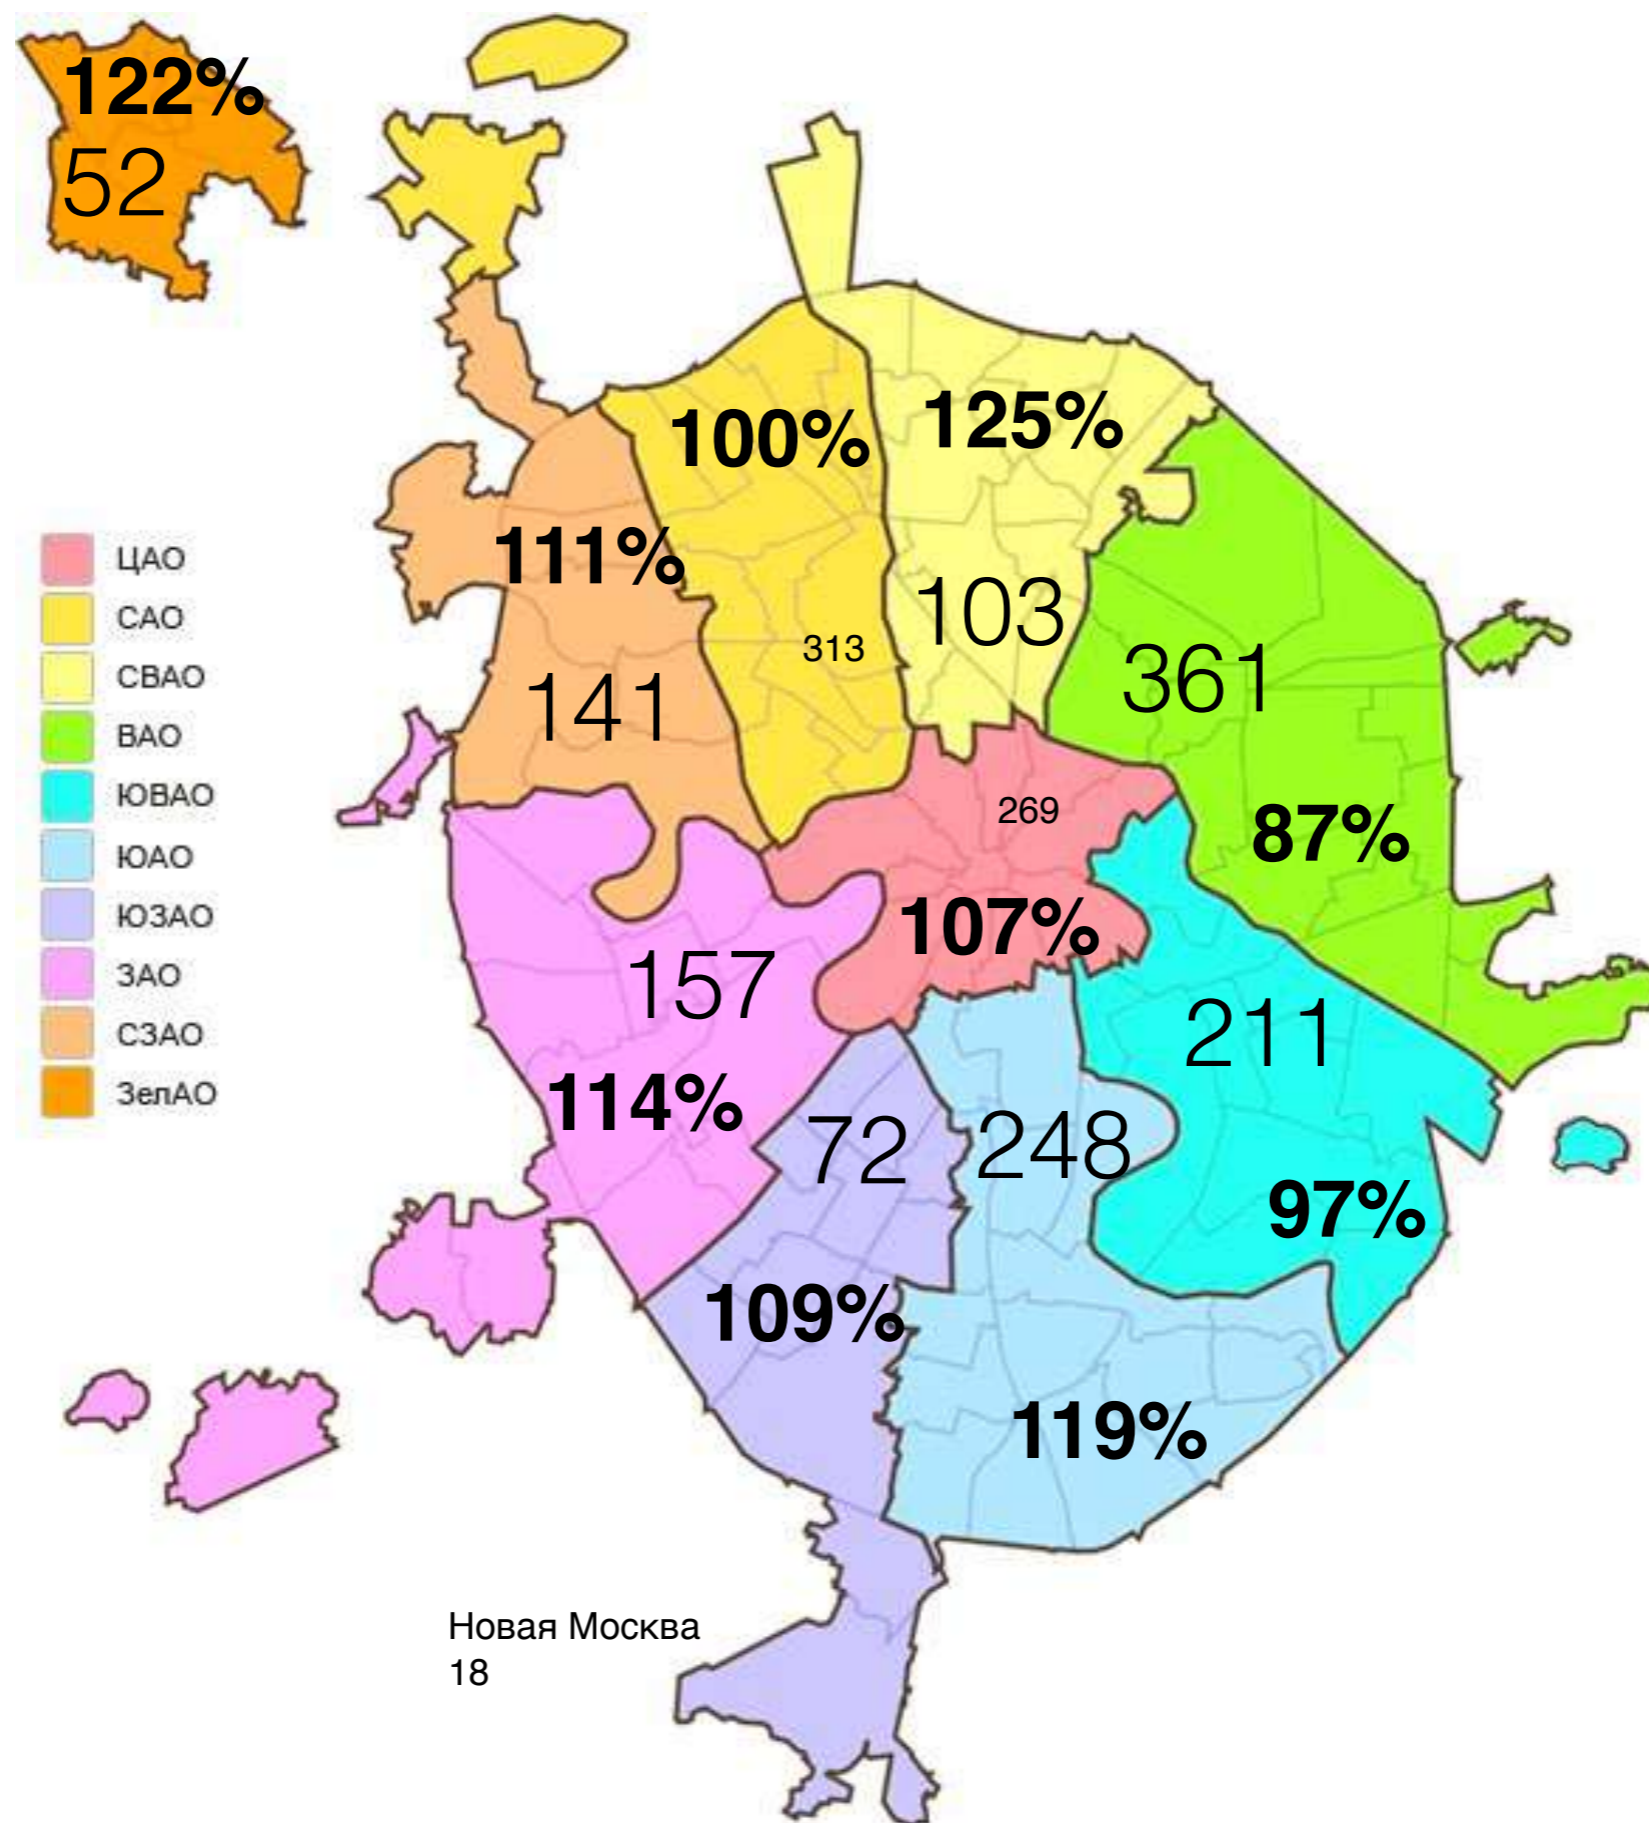 122%
52
100%
125%
111%
103
313
141
361
ЦАО
САО
СВАО
ВАО
ЮВАО
ЮАО
ЮЗАО
ЗАО
СЗАО
ЗелАО
269
87%
107%
157
211
114%
72
248
97%
109%
119%
Новая Москва
18